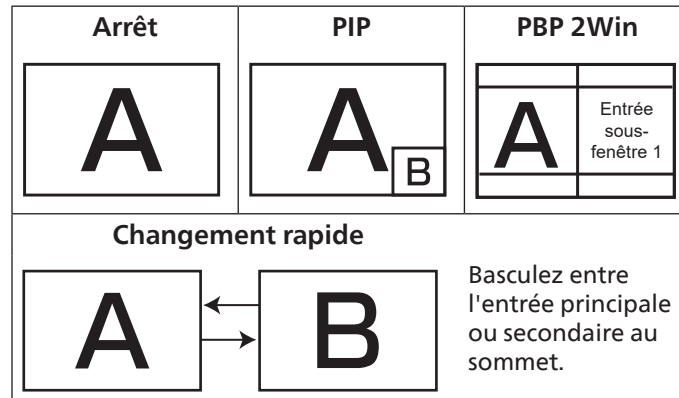 Arrêt
PIP
PBP 2Win
A
A
B
A
Entrée
sous-
fenêtre 1
Changement rapide
A
B
Basculez entre
l'entrée principale
ou secondaire au
sommet.